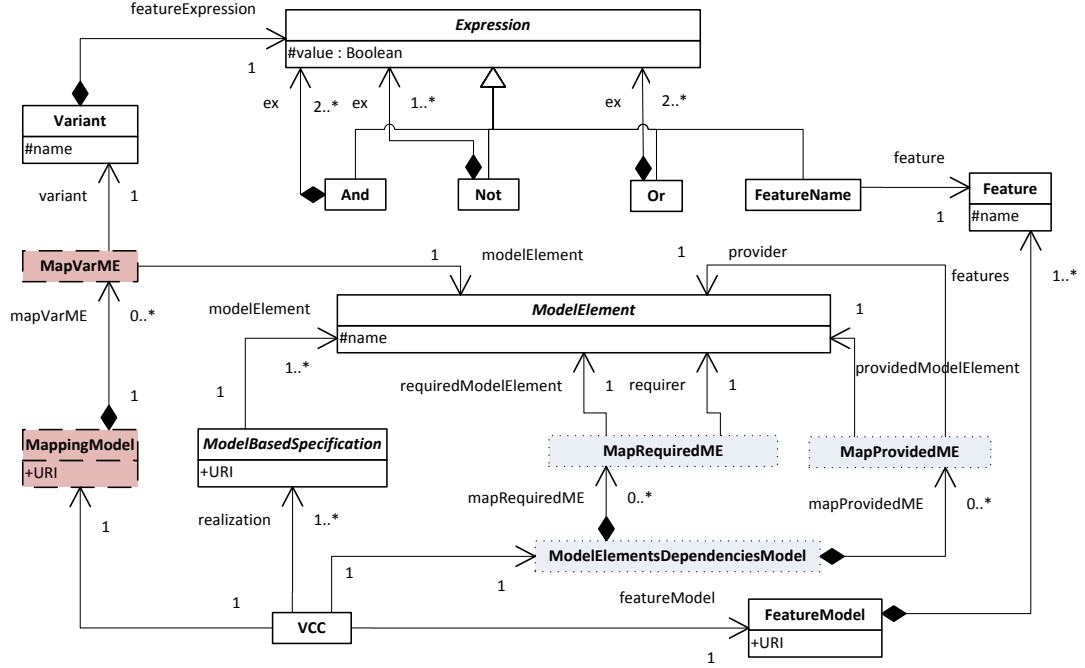 featureExpression
Expression
#value : Boolean
1
ex
2..*
ex
1..*
ex
2..*
Variant
#name
variant
1
And
Not
Or
FeatureName
feature
1
Feature
#name
MapVarME
1
modelElement
1
provider
features
1..*
mapVarME
0..*
modelElement
ModelElement
#name
1
1
1..*
requiredModelElement
1
requirer
1
providedModelElement
1
MappingModel
+URI
ModelBasedSpecification
+URI
MapRequiredME
MapProvidedME
mapRequiredME
0..*
mapProvidedME
0..*
1
realization
1..*
ModelElementsDependenciesModel
1
1
1
VCC
featureModel
1
FeatureModel
+URI